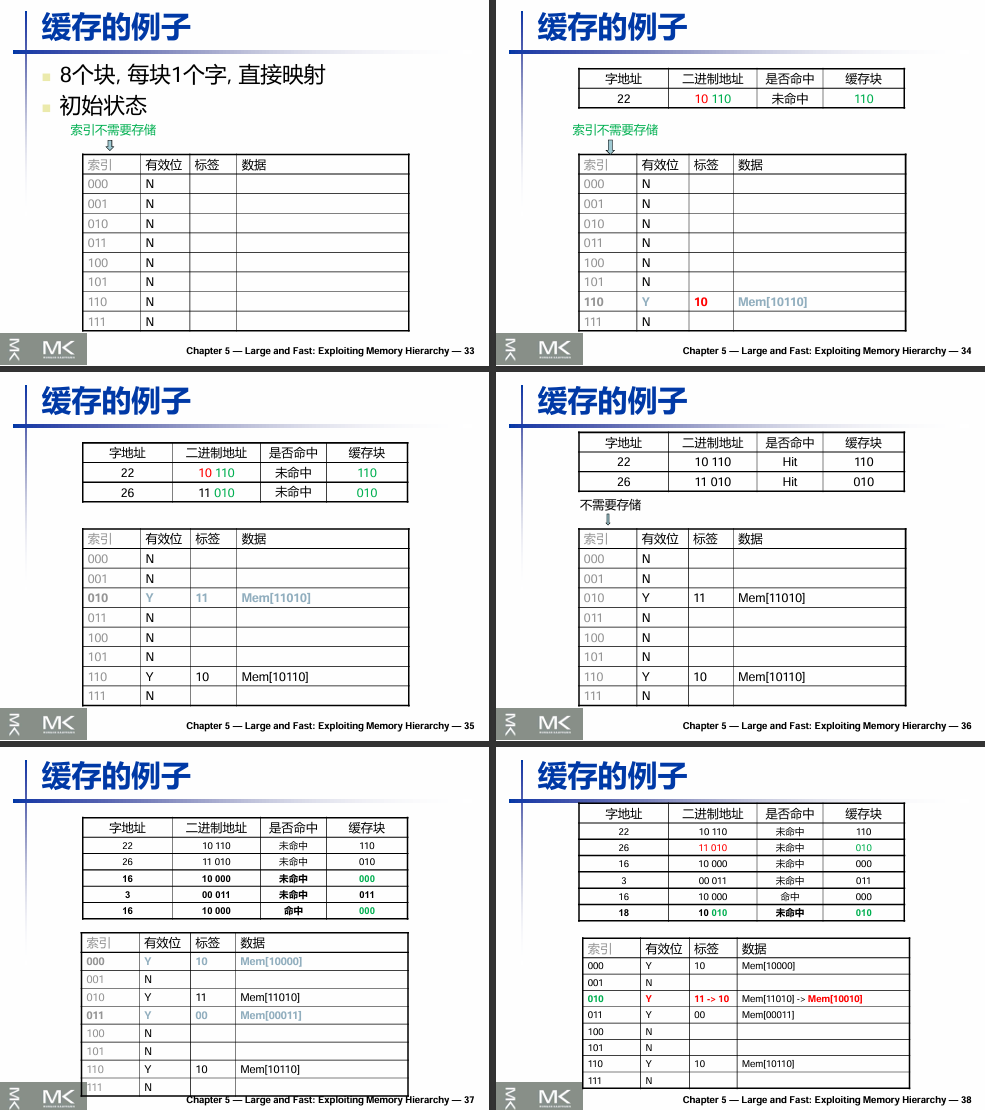 缓存的例子
8个块, 每块1个字, 直接映射
初始状态
索引不需要存储
索引 有效位 标签 数据
000 N
001 N
010 N
011 N
100 N
101 N
110 N
111 N
MK MK
Chapter 5 — Large and Fast: Exploiting Memory Hierarchy — 33
缓存的例子
字地址 二进制地址 是否命中 缓存块
22 10 110 未命中 110
索引不需要存储
索引 有效位 标签 数据
000 N
001 N
010 N
011 N
100 N
101 N
110 Y 10 Mem[10110]
111 N
MK MK
Chapter 5 — Large and Fast: Exploiting Memory Hierarchy — 34
缓存的例子
字地址 二进制地址 是否命中 缓存块
22 10 110 未命中 110
26 11 010 未命中 010
索引 有效位 标签 数据
000 N
001 N
010 Y 11 Mem[11010]
011 N
100 N
101 N
110 Y 10 Mem[10110]
111 N
MK MK
Chapter 5 — Large and Fast: Exploiting Memory Hierarchy — 35
缓存的例子
字地址 二进制地址 是否命中 缓存块
22 10 110 Hit 110
26 11 010 Hit 010
不需要存储
索引 有效位 标签 数据
000 N
001 N
010 Y 11 Mem[11010]
011 N
100 N
101 N
110 Y 10 Mem[10110]
111 N
MK MK
Chapter 5 — Large and Fast: Exploiting Memory Hierarchy — 36
缓存的例子
字地址 二进制地址 是否命中 缓存块
22 10 110 未命中 110
26 11 010 未命中 010
16 10 000 未命中 000
3 00 011 未命中 011
16 10 000 命中 000
索引 有效位 标签 数据
000 Y 10 Mem[10000]
001 N
010 Y 11 Mem[11010]
011 Y 00 Mem[00011]
100 N
101 N
110 Y 10 Mem[10110]
111 N
MK MK
Chapter 5 — Large and Fast: Exploiting Memory Hierarchy — 37
缓存的例子
字地址 二进制地址 是否命中 缓存块
22 10 110 未命中 110
26 11 010 未命中 010
16 10 000 未命中 000
3 00 011 未命中 011
16 10 000 命中 000
18 10 010 未命中 010
索引 有效位 标签 数据
000 Y 10 Mem[10000]
001 N
010 Y 11 -> 10 Mem[11010] -> Mem[10010]
011 Y 00 Mem[00011]
100 N
101 N
110 Y 10 Mem[10110]
111 N
MK MK
Chapter 5 — Large and Fast: Exploiting Memory Hierarchy — 38